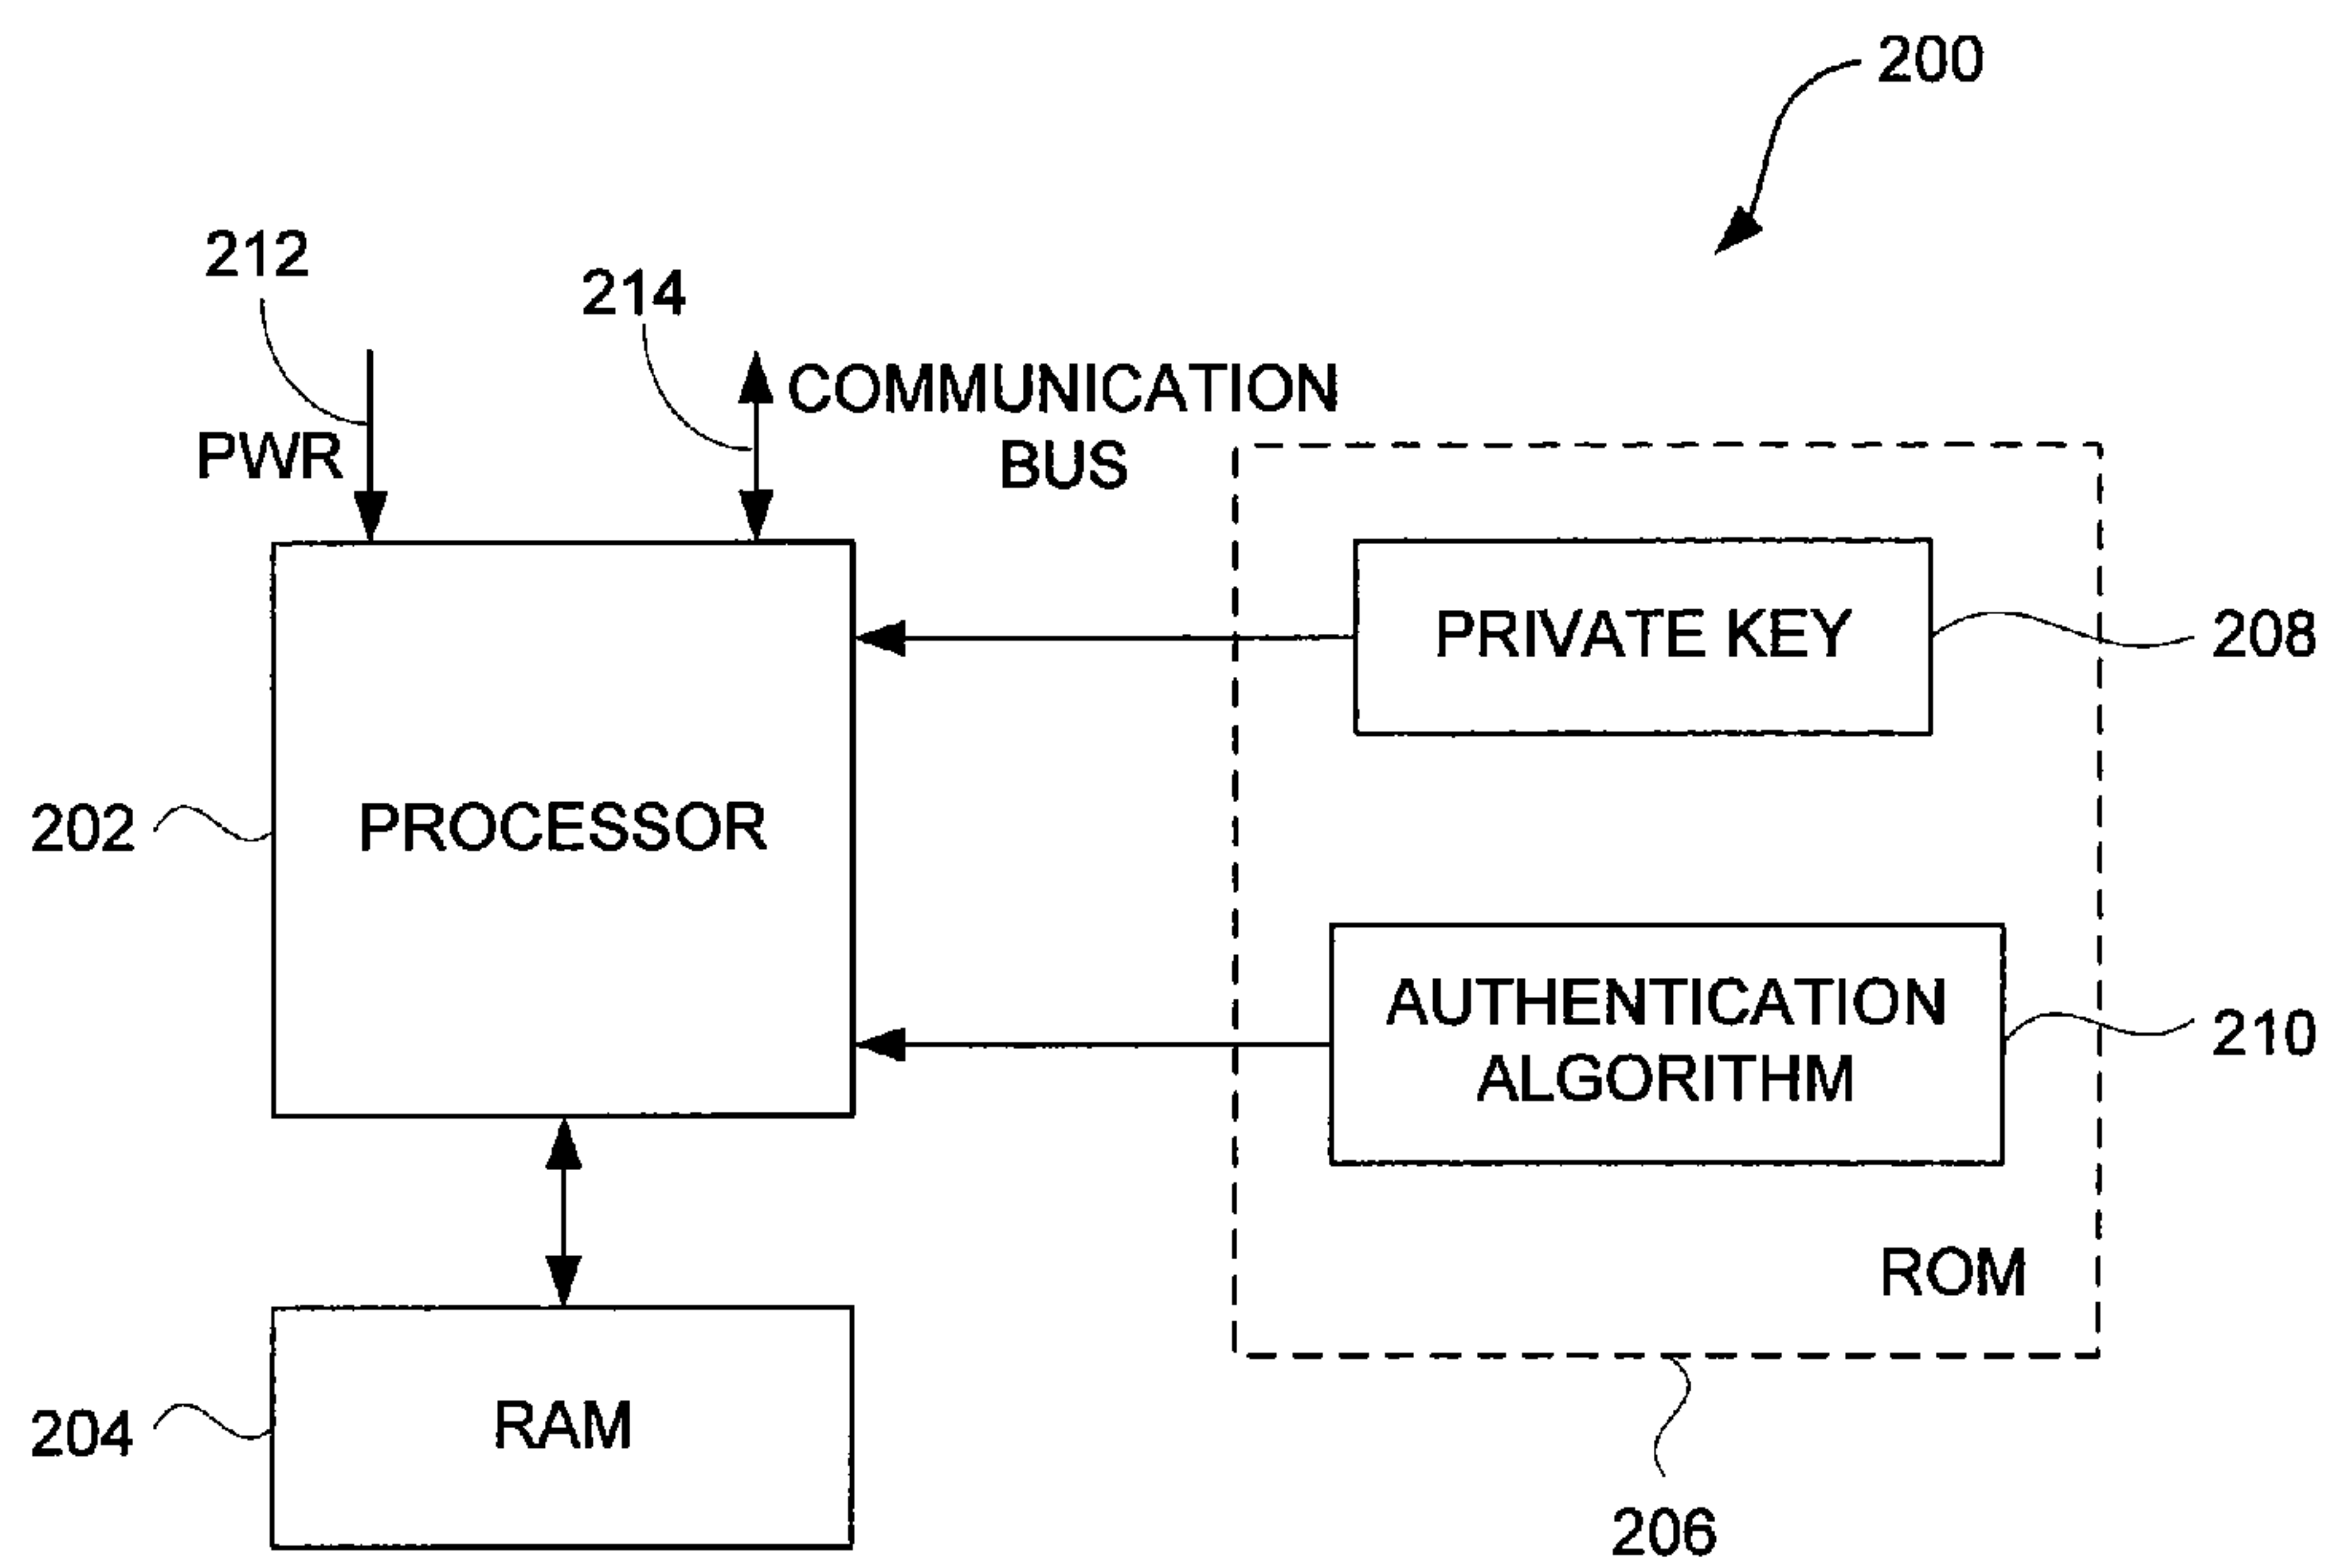 200
212
214
COMMUNICATION
BUS
PWR
PRIVATE KEY
208
202
PROCESSOR
AUTHENTICATION
ALGORITHM
210
ROM
204
RAM
206